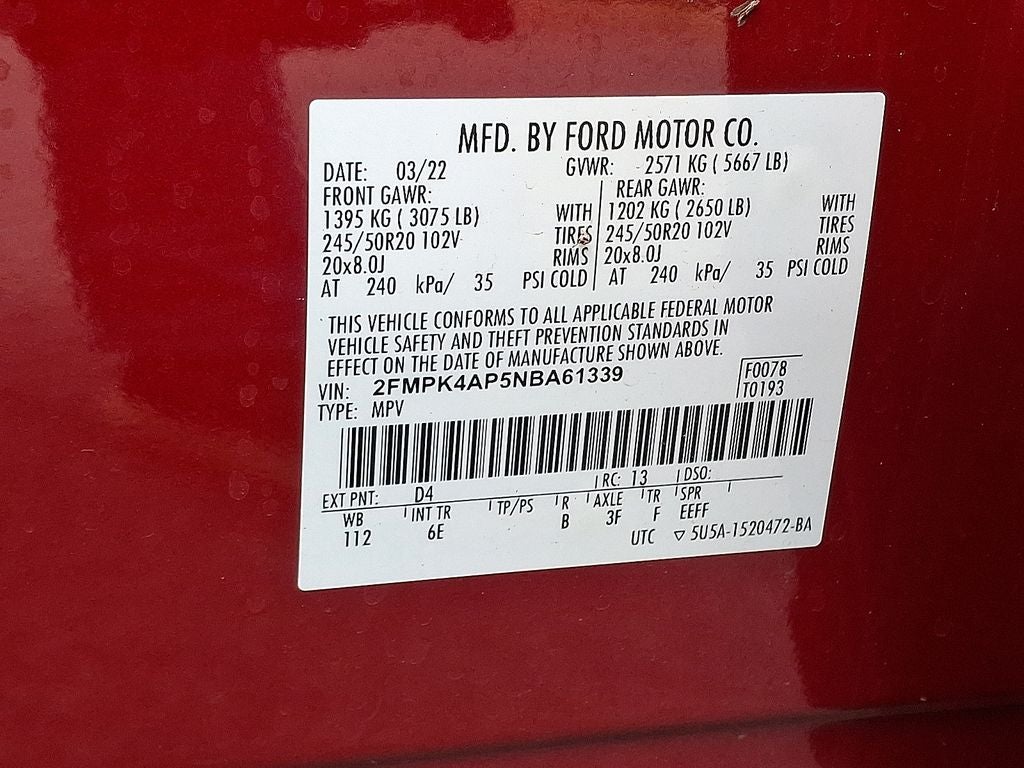 MFD. BY FORD MOTOR CO.
DATE: 03/22 GVWR: 2571 KG ( 5667 LB)
FRONT GAWR: REAR GAWR:
1395 KG ( 3075 LB) WITH 1202 KG ( 2650 LB) WITH
245/50R20 102V TIRES 245/50R20 102V TIRES
20x8.0J RIMS 20x8.0J RIMS
AT 240 kPa/ 35 PSI COLD AT 240 kPa/ 35 PSI COLD
THIS VEHICLE CONFORMS TO ALL APPLICABLE FEDERAL MOTOR
VEHICLE SAFETY AND THEFT PREVENTION STANDARDS IN
EFFECT ON THE DATE OF MANUFACTURE SHOWN ABOVE.
VIN: 2FMPK4AP5NBA61339 F0078
TYPE: MPV T0193
EXT PNT: D4 RC: 13 DSO:
WB INT TR TP/PS R AXLE TR SPR
112 6E B 3F F EEFF
UTC ▽ 5U5A-1520472-BA